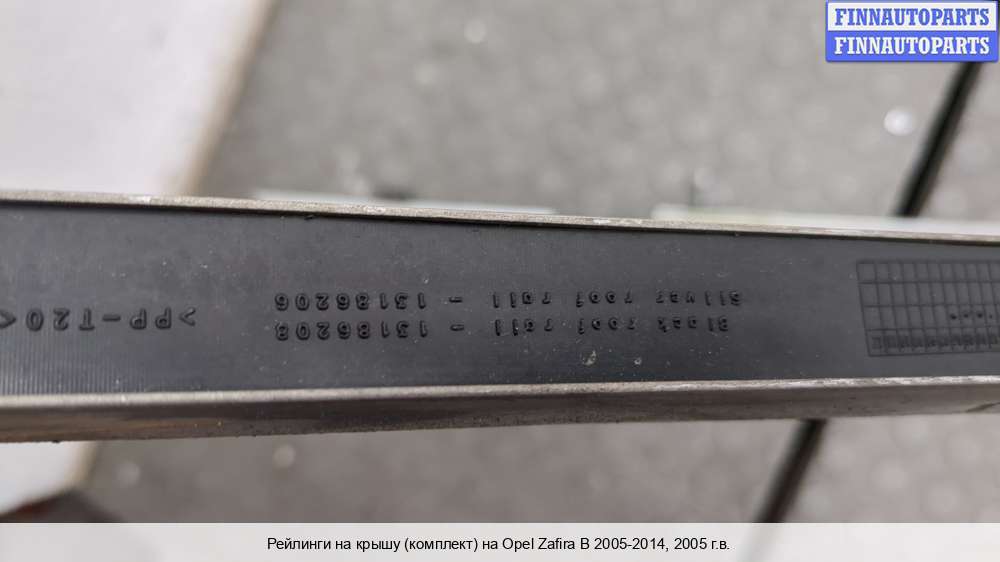 FINNAUTOPARTS
FINNAUTOPARTS
Black roof rail - 13186208
Silver roof rail - 13186206
>PP-T20<
Рейлинги на крышу (комплект) на Opel Zafira B 2005-2014, 2005 г.в.